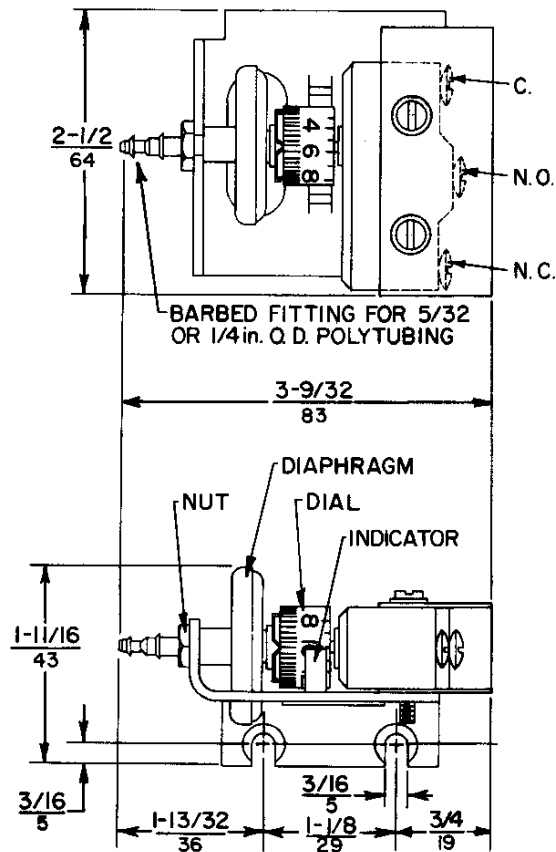 C.
2-1/2
64
4 6 8
N.O.
N.C.
BARBED FITTING FOR 5/32
OR 1/4 in. O.D. POLYTUBING
3-9/32
83
DIAPHRAGM
NUT
DIAL
INDICATOR
8
1-11/16
43
3/16
5
3/16
5
1-13/32
36
1-1/8
29
3/4
19